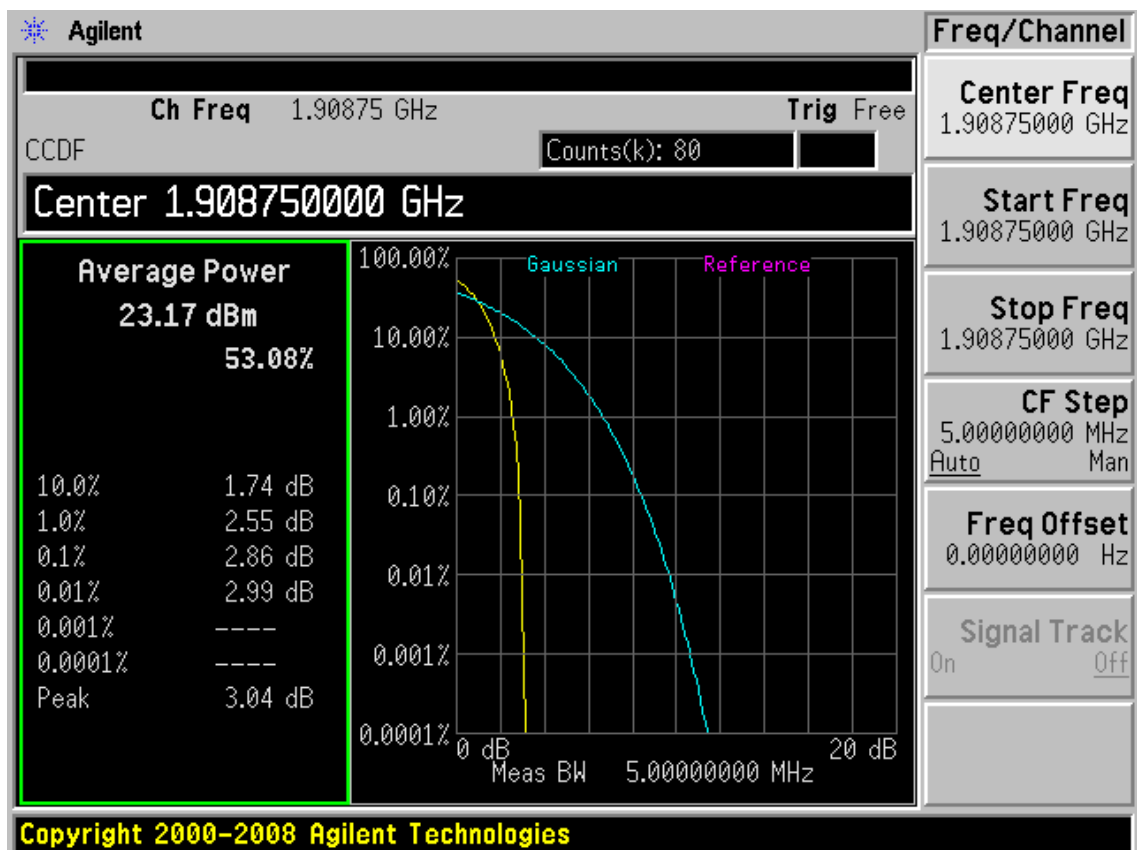 Agilent
Freq/Channel
Ch Freq 1.90875 GHz Trig Free
CCDF Counts(k): 80
Center 1.908750000 GHz
Average Power
23.17 dBm
53.08%
10.0% 1.74 dB
1.0% 2.55 dB
0.1% 2.86 dB
0.01% 2.99 dB
0.001% ----
0.0001% ----
Peak 3.04 dB
Gaussian Reference
100.00%
10.00%
1.00%
0.10%
0.01%
0.001%
0.0001%
0 dB 20 dB
Meas BW 5.00000000 MHz
Center Freq
1.90875000 GHz
Start Freq
1.90875000 GHz
Stop Freq
1.90875000 GHz
CF Step
5.00000000 MHz
Auto Man
Freq Offset
0.00000000 Hz
Signal Track
On Off
Copyright 2000-2008 Agilent Technologies